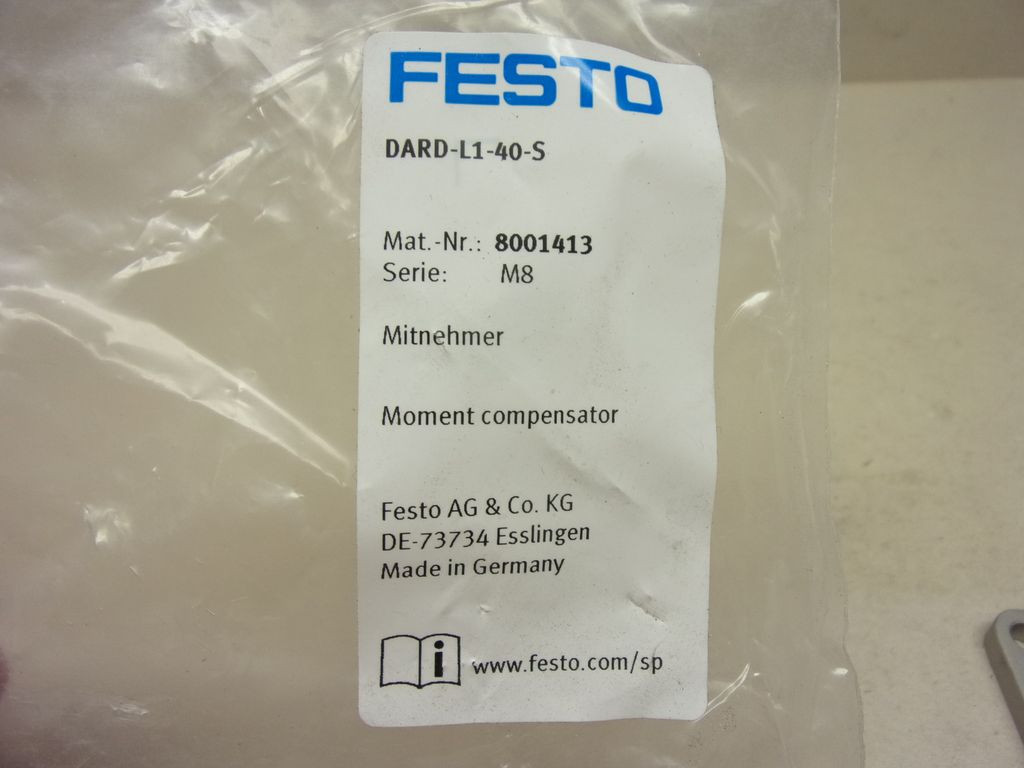 FESTO
DARD-L1-40-S
Mat.-Nr.: 8001413
Serie: M8
Mitnehmer
Moment compensator
Festo AG & Co. KG
DE-73734 Esslingen
Made in Germany
i www.festo.com/sp